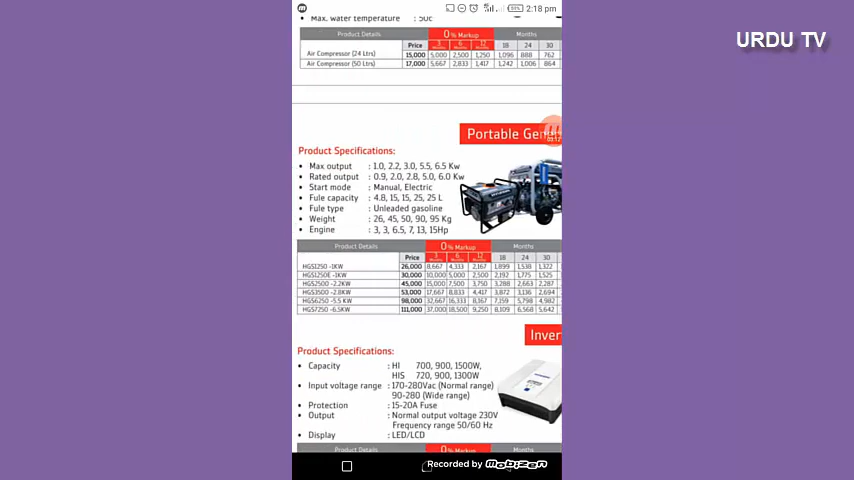 53% 2:18 pm
URDU TV
• Max. water temperature : 50c
Product Details 0% Markup Months
Price 3 Months 6 Months 12 Months 18 24 30
Air Compressor (24 Ltrs) 15,000 5,000 2,500 1,250 1,096 888 762
Air Compressor (50 Ltrs) 17,000 5,667 2,833 1,417 1,242 1,006 864
Portable Gen
Product Specifications:
• Max output : 1.0, 2.2, 3.0, 5.5, 6.5 Kw
• Rated output : 0.9, 2.0, 2.8, 5.0, 6.0 Kw
• Start mode : Manual, Electric
• Fule capacity : 4.8, 15, 15, 25, 25 L
• Fule type : Unleaded gasoline
• Weight : 26, 45, 50, 90, 95 Kg
• Engine : 3, 3, 6.5, 7, 13, 15Hp
Product Details 0% Markup Months
Price 3 Months 6 Months 12 Months 18 24 30
HGS1250 -1KW 26,000 8,667 4,333 2,167 1,899 1,538 1,322
HGS1250E -1KW 30,000 10,000 5,000 2,500 2,192 1,775 1,525
HGS2500 -2.2KW 45,000 15,000 7,500 3,750 3,288 2,663 2,287
HGS3500 -2.8KW 53,000 17,667 8,833 4,417 3,872 3,136 2,694
HGS6250 -5.5 KW 98,000 32,667 16,333 8,167 7,159 5,798 4,982
HGS7250 -6.5KW 111,000 37,000 18,500 9,250 8,109 6,568 5,642
Inver
Product Specifications:
• Capacity : HI 700, 900, 1500W,
HIS 720, 900, 1300W
• Input voltage range : 170-280Vac (Normal range)
90-280 (Wide range)
• Protection : 15-20A Fuse
• Output : Normal output voltage 230V
Frequency range 50/60 Hz
• Display : LED/LCD
Product Details 0% Markup Months
Recorded by MOBIZEN